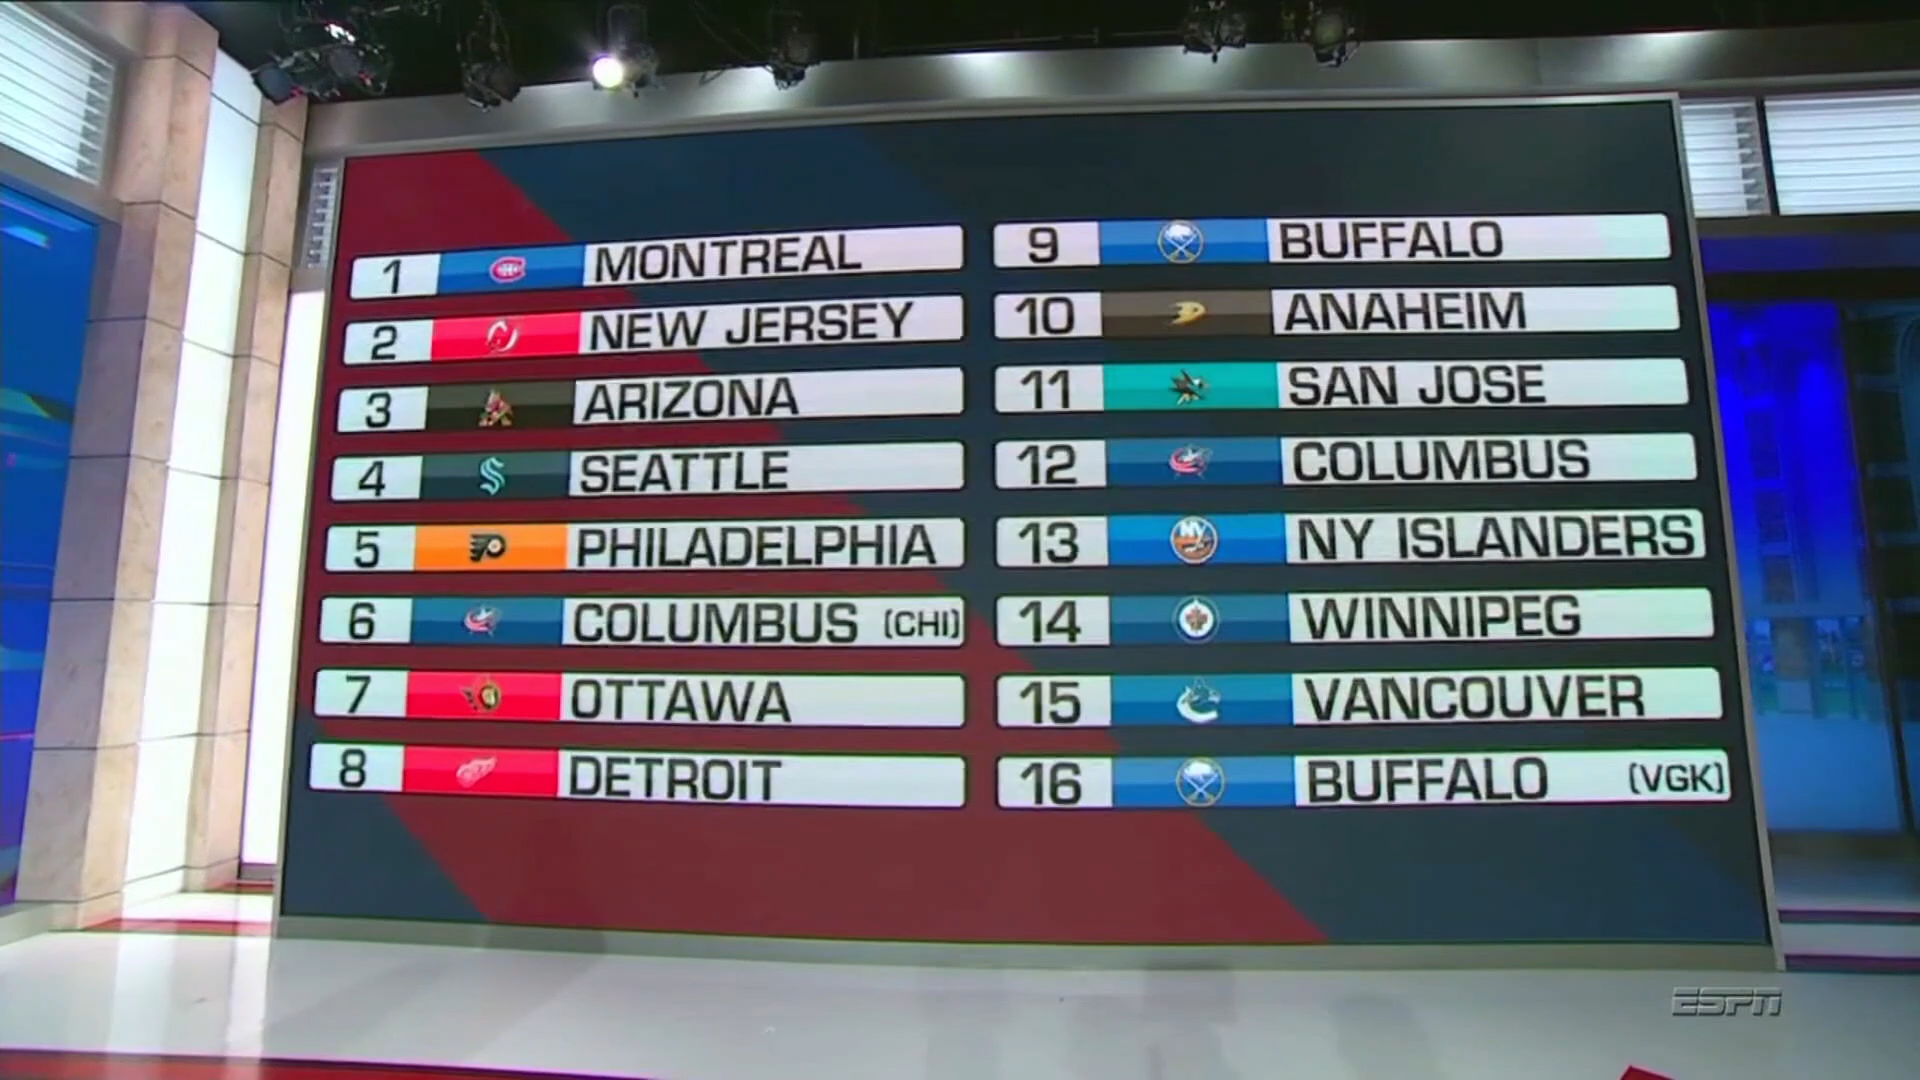 1 MONTREAL
2 NEW JERSEY
3 ARIZONA
4 SEATTLE
5 PHILADELPHIA
6 COLUMBUS (CHI)
7 OTTAWA
8 DETROIT
9 BUFFALO
10 ANAHEIM
11 SAN JOSE
12 COLUMBUS
13 NY NY ISLANDERS
14 WINNIPEG
15 VANCOUVER
16 BUFFALO (VGK)
ESPN